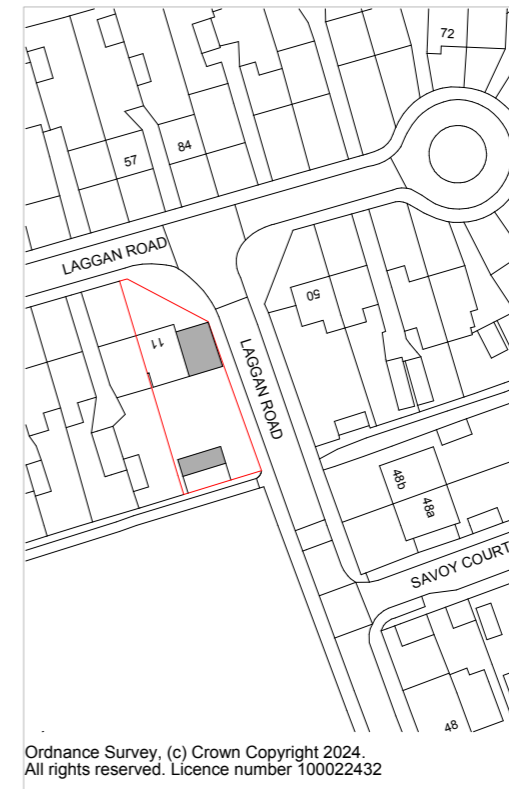 72
84
57
LAGGAN ROAD
50
11
LAGGAN ROAD
48b
48a
SAVOY COURT
48
Ordnance Survey, (c) Crown Copyright 2024.
All rights reserved. Licence number 100022432